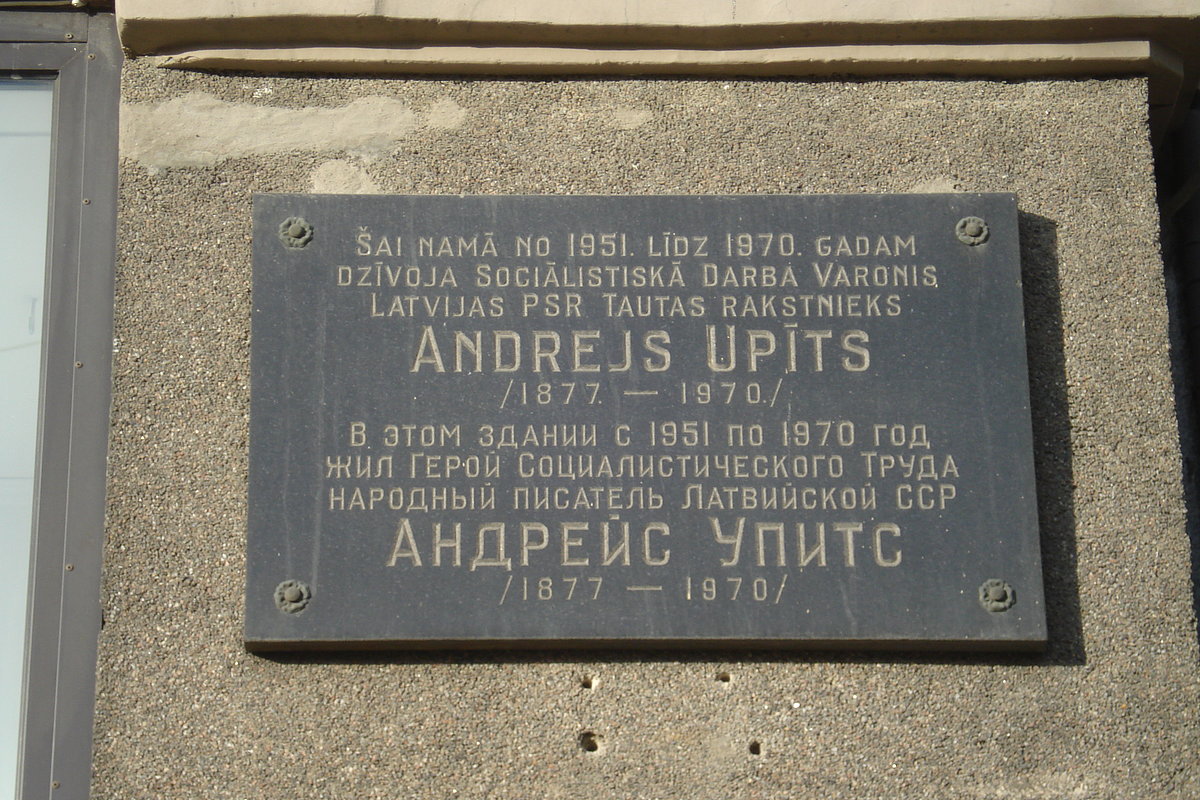 Šai namā no 1951. līdz 1970. gadam
dzīvoja Sociālistiskā Darba Varonis,
Latvijas PSR Tautas rakstnieks
Andrejs Upīts
/1877. — 1970./
В этом здании с 1951 по 1970 год
жил Герой Социалистического Труда
народный писатель Латвийской ССР
Андрейс Упитс
/1877 — 1970/